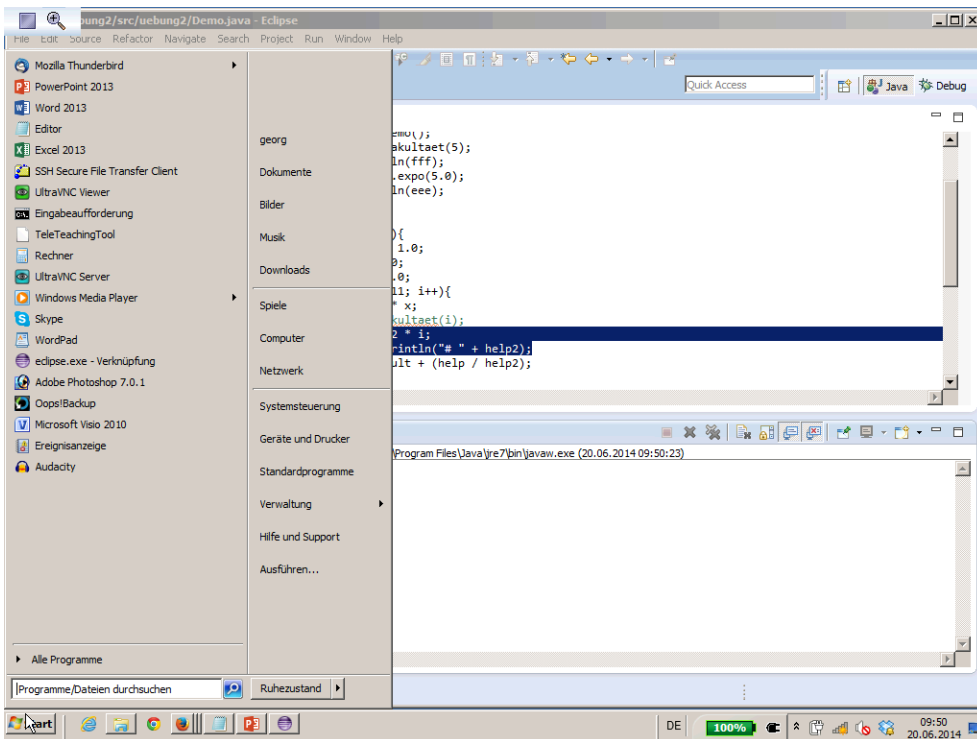 oung2/src/uebung2/Demo.java - Eclipse
File Edit Source Refactor Navigate Search Project Run Window Help
Quick Access
Java
Debug
Mozilla Thunderbird
PowerPoint 2013
Word 2013
Editor
Excel 2013
SSH Secure File Transfer Client
UltraVNC Viewer
Eingabeaufforderung
TeleTeachingTool
Rechner
UltraVNC Server
Windows Media Player
Skype
WordPad
eclipse.exe - Verknüpfung
Adobe Photoshop 7.0.1
Oops!Backup
Microsoft Visio 2010
Ereignisanzeige
Audacity
Alle Programme
Programme/Dateien durchsuchen
georg
Dokumente
Bilder
Musik
Downloads
Spiele
Computer
Netzwerk
Systemsteuerung
Geräte und Drucker
Standardprogramme
Verwaltung
Hilfe und Support
Ausführen...
Ruhezustand
emo();
akultaet(5);
ln(fff);
.expo(5.0);
ln(eee);
){
1.0;
0;
.0;
11; i++){
* x;
kultaet(i);
2 * i;
rintln("# " + help2);
ult + (help / help2);
\Program Files\Java\jre7\bin\javaw.exe (20.06.2014 09:50:23)
DE
100%
09:50
20.06.2014